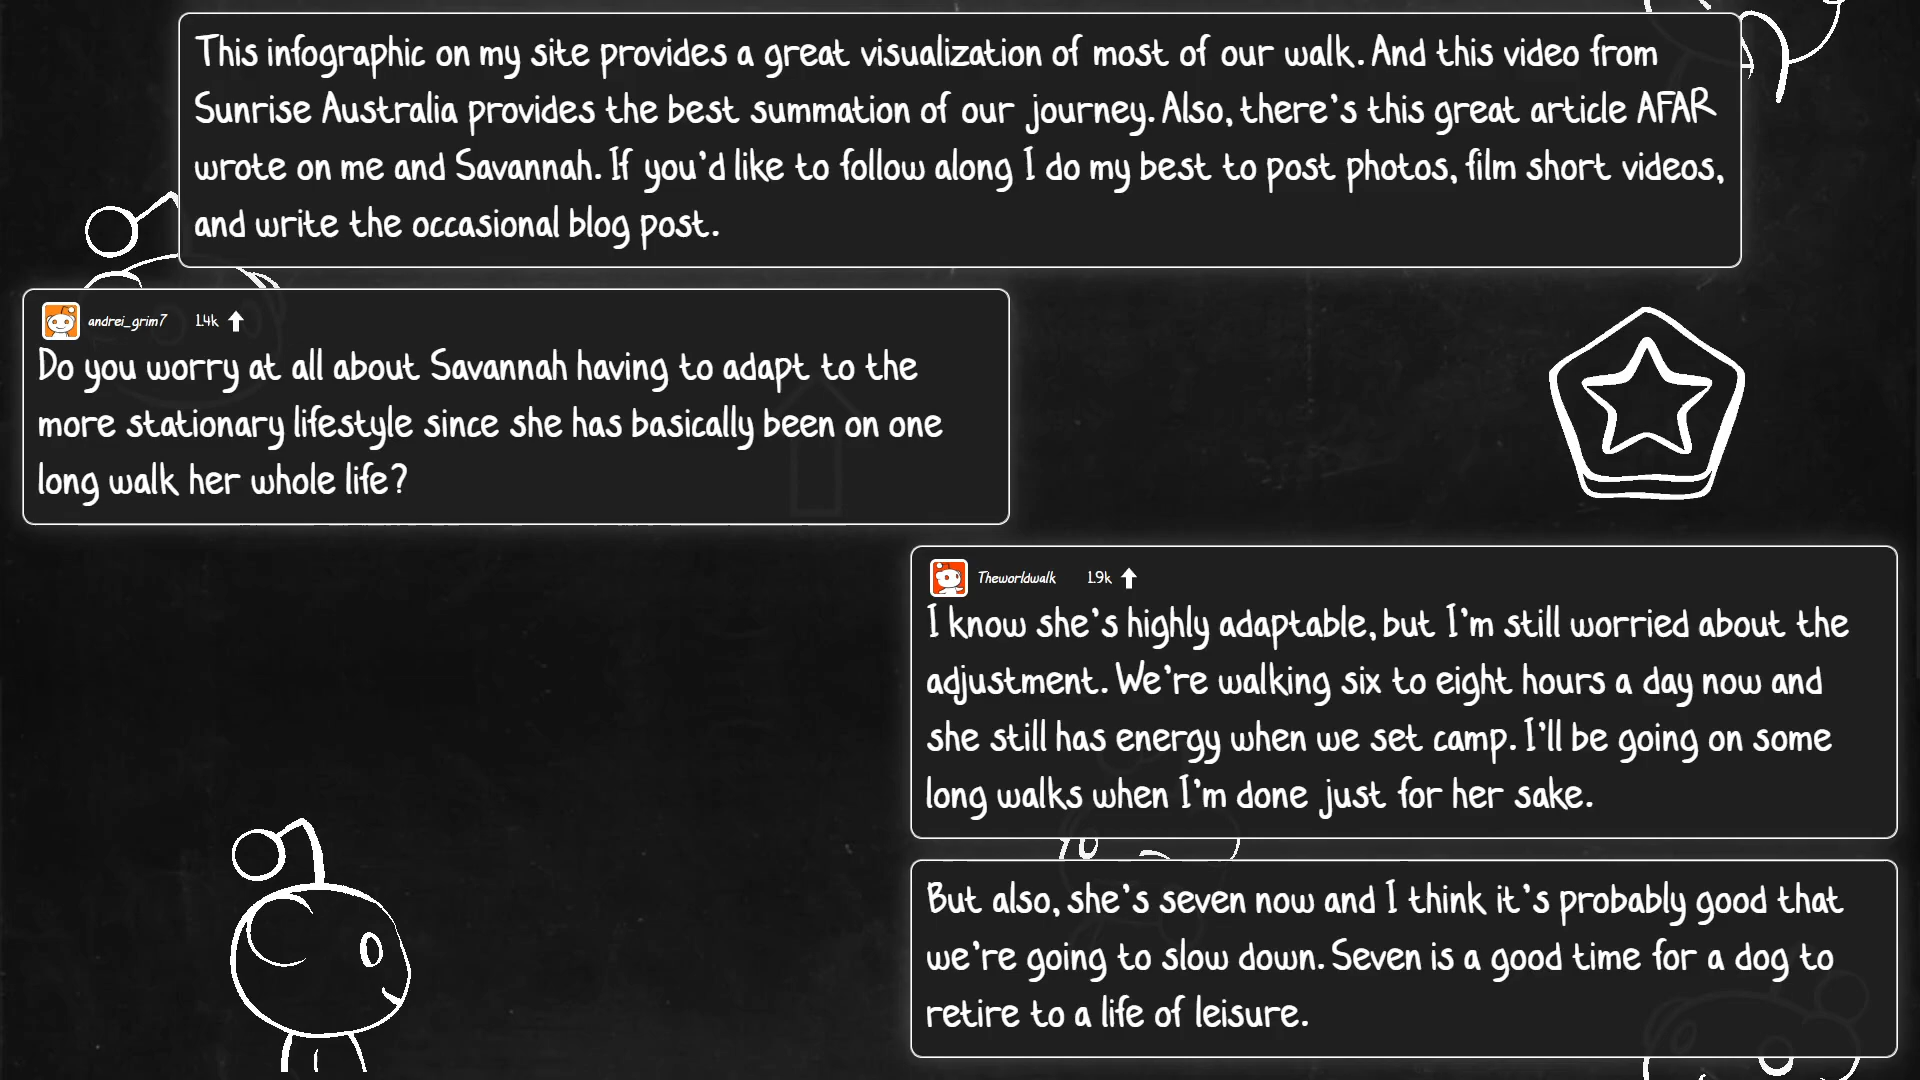 This infographic on my site provides a great visualization of most of our walk. And this video from
Sunrise Australia provides the best summation of our journey. Also, there's this great article AFAR
wrote on me and Savannah. If you'd like to follow along I do my best to post photos, film short videos,
and write the occasional blog post.
andrei_grim7 1.4k
Do you worry at all about Savannah having to adapt to the
more stationary lifestyle since she has basically been on one
long walk her whole life?
Theworldwalk 1.9k
I know she's highly adaptable, but I'm still worried about the
adjustment. We're walking six to eight hours a day now and
she still has energy when we set camp. I'll be going on some
long walks when I'm done just for her sake.
But also, she's seven now and I think it's probably good that
we're going to slow down. Seven is a good time for a dog to
retire to a life of leisure.